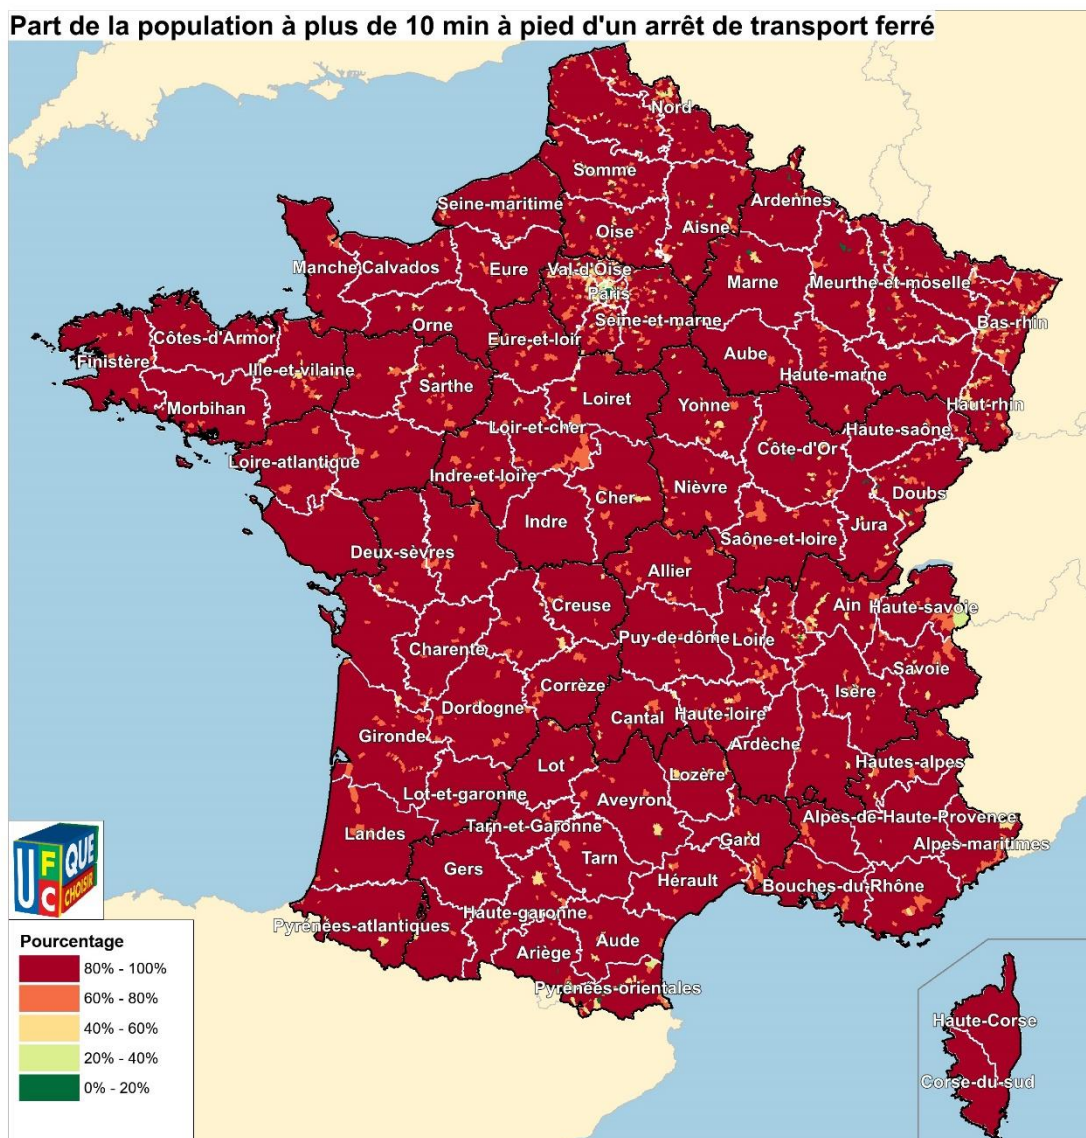 Part de la population à plus de 10 min à pied d'un arrêt de transport ferré
Nord
Somme
Ardennes
Seine-maritime
Oise
Aisne
Manche
Calvados
Eure
Val-d'Oise
Paris
Marne
Meurthe-et-moselle
Seine-et-marne
Bas-rhin
Orne
Côtes-d'Armor
Eure-et-loir
Aube
Finistère
Ille-et-vilaine
Haute-marne
Sarthe
Loiret
Yonne
Haut-rhin
Morbihan
Loir-et-cher
Haute-saône
Côte-d'Or
Loire-atlantique
Indre-et-loire
Cher
Nièvre
Doubs
Indre
Jura
Saône-et-loire
Deux-sèvres
Allier
Creuse
Ain
Haute-savoie
Puy-de-dôme
Loire
Charente
Savoie
Corrèze
Isère
Dordogne
Cantal
Haute-loire
Gironde
Ardèche
Hautes-alpes
Lot
Lozère
Lot-et-garonne
Aveyron
Alpes-de-Haute-Provence
Landes
Tarn-et-Garonne
Gard
Alpes-maritimes
Tarn
Gers
Hérault
Bouches-du-Rhône
Haute-garonne
Pyrénées-atlantiques
Aude
Ariège
Pyrénées-orientales
Haute-Corse
Corse-du-sud
UFC
QUE
CHOISIR
Pourcentage
80% - 100%
60% - 80%
40% - 60%
20% - 40%
0% - 20%